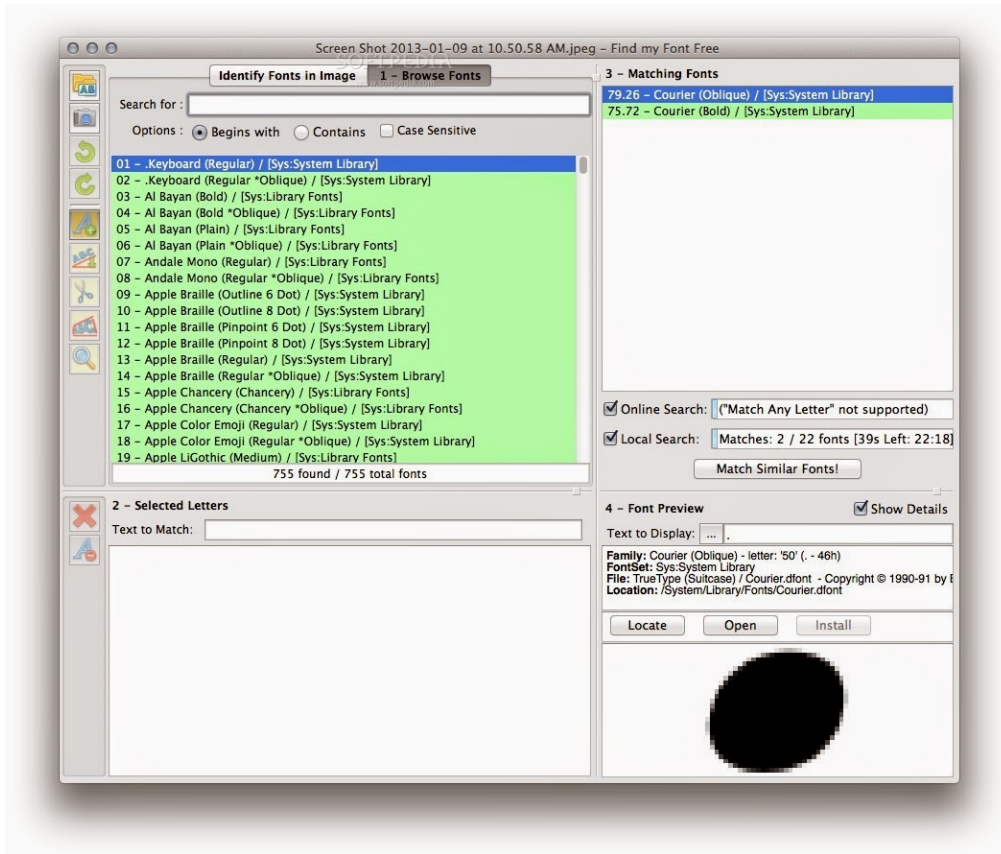 Screen Shot 2013-01-09 at 10.50.58 AM.jpeg - Find my Font Free
SOFTPEDIA
www.softpedia.com
Identify Fonts in Image
1 - Browse Fonts
Search for :
Options : Begins with Contains Case Sensitive
01 - .Keyboard (Regular) / [Sys:System Library]
02 - .Keyboard (Regular *Oblique) / [Sys:System Library]
03 - Al Bayan (Bold) / [Sys:Library Fonts]
04 - Al Bayan (Bold *Oblique) / [Sys:Library Fonts]
05 - Al Bayan (Plain) / [Sys:Library Fonts]
06 - Al Bayan (Plain *Oblique) / [Sys:Library Fonts]
07 - Andale Mono (Regular) / [Sys:Library Fonts]
08 - Andale Mono (Regular *Oblique) / [Sys:Library Fonts]
09 - Apple Braille (Outline 6 Dot) / [Sys:System Library]
10 - Apple Braille (Outline 8 Dot) / [Sys:System Library]
11 - Apple Braille (Pinpoint 6 Dot) / [Sys:System Library]
12 - Apple Braille (Pinpoint 8 Dot) / [Sys:System Library]
13 - Apple Braille (Regular) / [Sys:System Library]
14 - Apple Braille (Regular *Oblique) / [Sys:System Library]
15 - Apple Chancery (Chancery) / [Sys:Library Fonts]
16 - Apple Chancery (Chancery *Oblique) / [Sys:Library Fonts]
17 - Apple Color Emoji (Regular) / [Sys:System Library]
18 - Apple Color Emoji (Regular *Oblique) / [Sys:System Library]
19 - Apple LiGothic (Medium) / [Sys:Library Fonts]
755 found / 755 total fonts
2 - Selected Letters
Text to Match:
3 - Matching Fonts
79.26 - Courier (Oblique) / [Sys:System Library]
75.72 - Courier (Bold) / [Sys:System Library]
Online Search: ("Match Any Letter" not supported)
Local Search: Matches: 2 / 22 fonts [39s Left: 22:18]
Match Similar Fonts!
4 - Font Preview
Show Details
Text to Display: ... .
Family: Courier (Oblique) - letter: '50' (. - 46h)
FontSet: Sys:System Library
File: TrueType (Suitcase) / Courier.dfont - Copyright © 1990-91 by
Location: /System/Library/Fonts/Courier.dfont
Locate
Open
Install